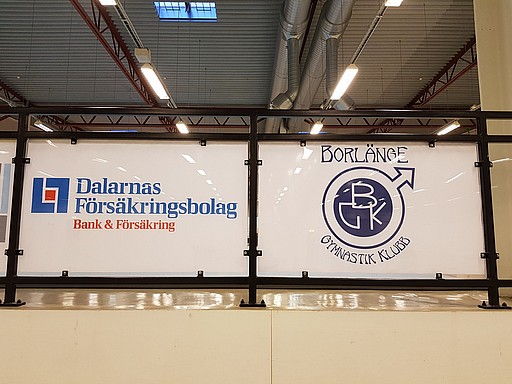 Dalarnas
Försäkringsbolag
Bank & Försäkring
BORLÄNGE
BGK
GYMNASTIK KLUBB